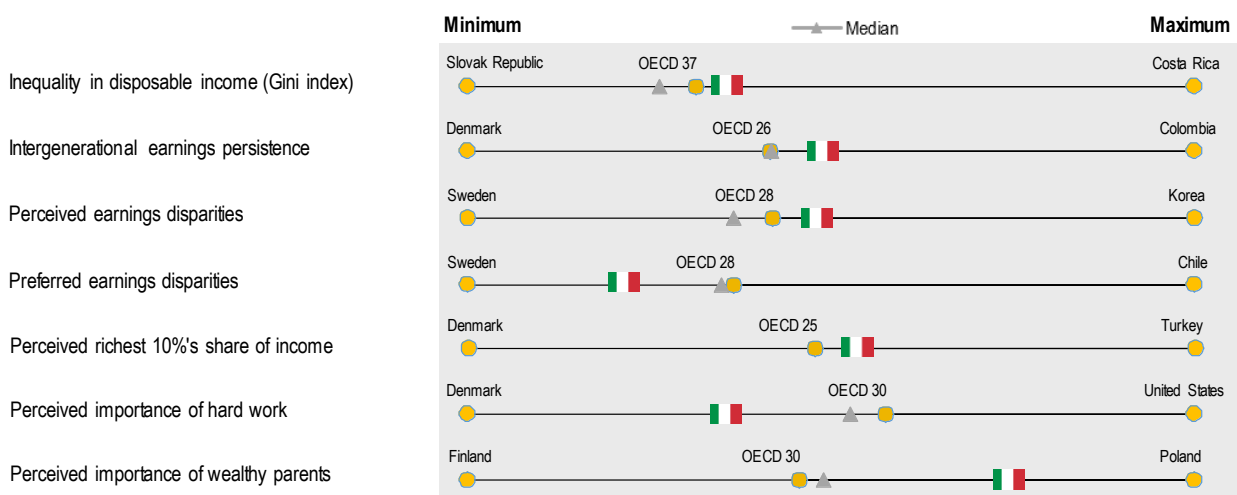 Minimum Median Maximum
Inequality in disposable income (Gini index) Slovak Republic OECD 37 Costa Rica
Intergenerational earnings persistence Denmark OECD 26 Colombia
Perceived earnings disparities Sweden OECD 28 Korea
Preferred earnings disparities Sweden OECD 28 Chile
Perceived richest 10%'s share of income Denmark OECD 25 Turkey
Perceived importance of hard work Denmark OECD 30 United States
Perceived importance of wealthy parents Finland OECD 30 Poland